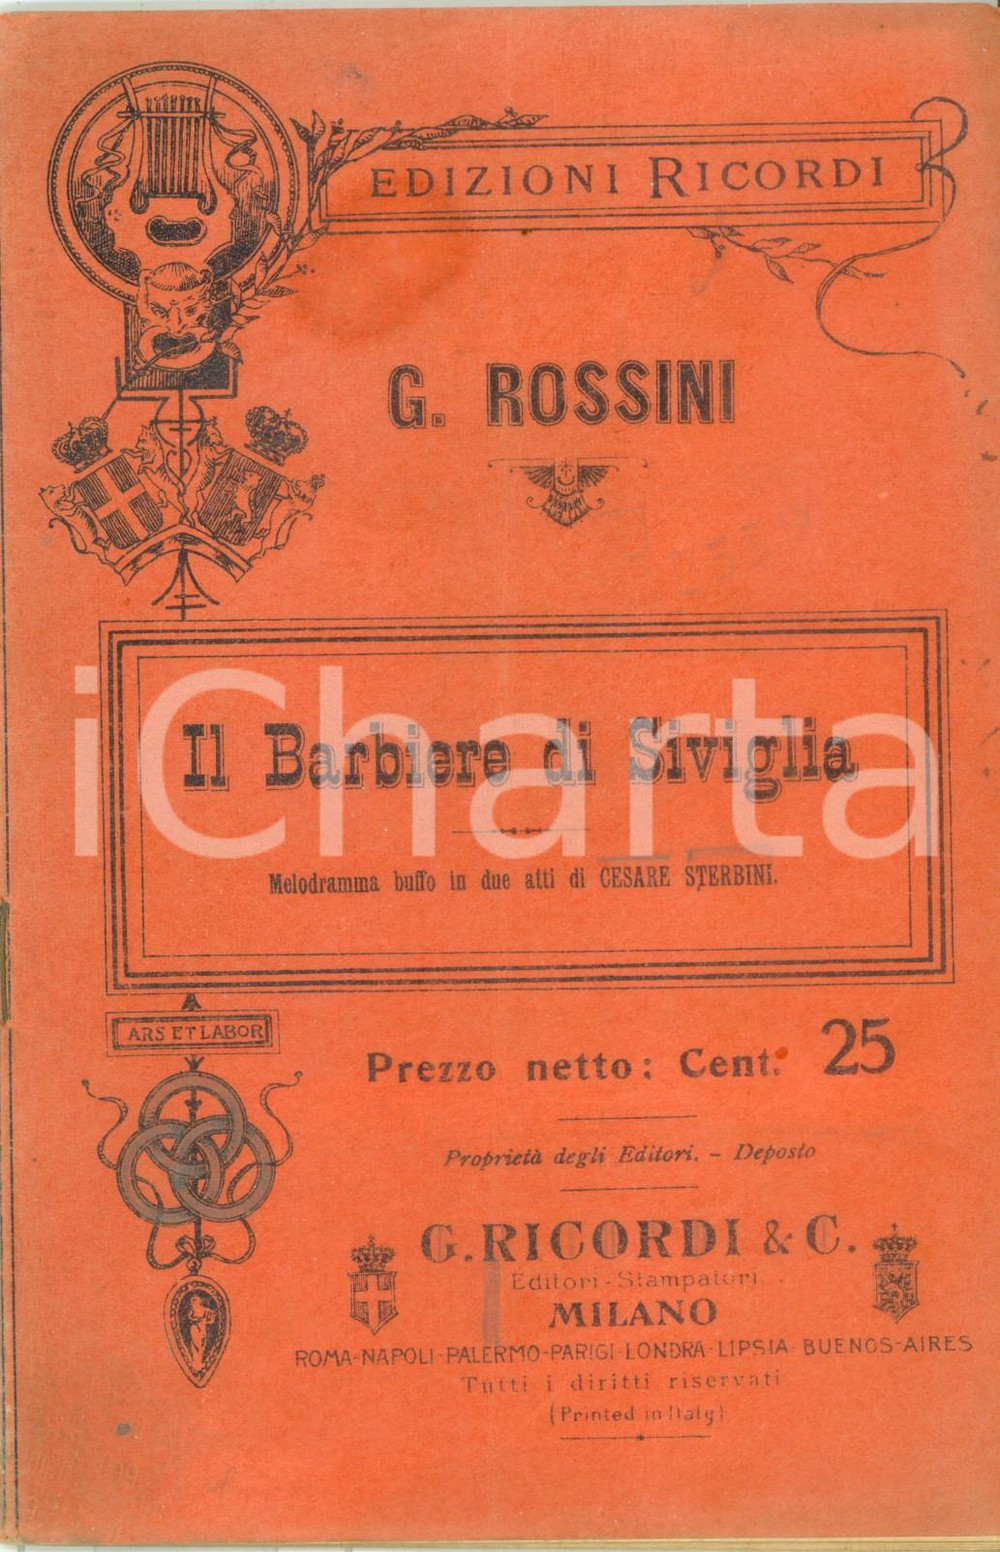 EDIZIONI RICORDI
G. ROSSINI
Il Barbiere di Siviglia
iCharta
Melodramma buffo in due atti di CESARE STERBINI.
ARS ET LABOR
Prezzo netto: Cent. 25
Proprietà degli Editori. - Deposto
G. RICORDI & C.
Editori-Stampatori
MILANO
ROMA-NAPOLI-PALERMO-PARIGI-LONDRA-LIPSIA-BUENOS-AIRES
Tutti i diritti riservati
(Printed in Italy)